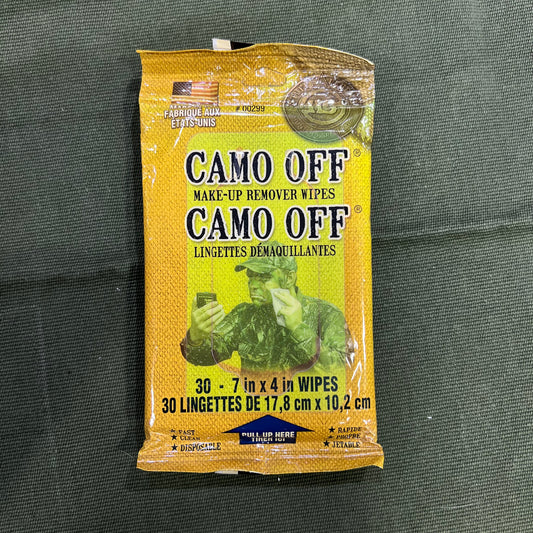 FABRIQUE AUX
ÉTATS-UNIS
# 00299
CAMO OFF®
MAKE-UP REMOVER WIPES
CAMO OFF®
LINGETTES DÉMAQUILLANTES
30 - 7 in x 4 in WIPES
30 LINGETTES DE 17,8 cm x 10,2 cm
★ FAST
★ CLEAN
★ DISPOSABLE
PULL UP HERE
TIRER ICI
★ RAPIDE
★ PROPRE
★ JETABLE